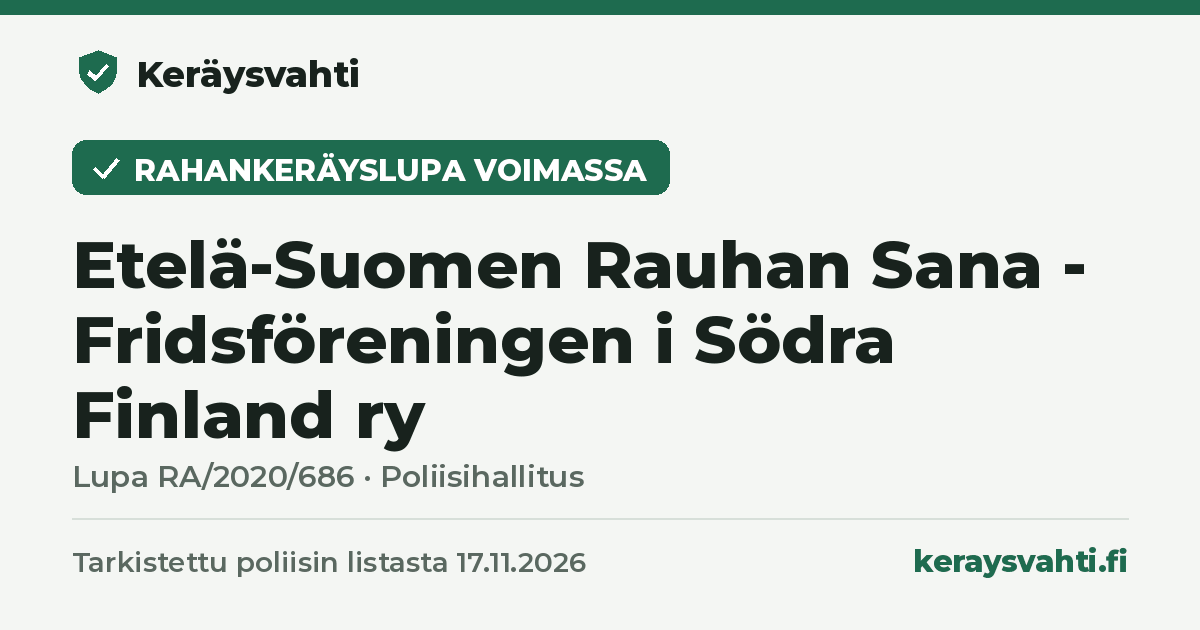 Keräysvahti
RAHANKERÄYSLUPA VOIMASSA
Etelä-Suomen Rauhan Sana -
Fridsföreningen i Södra
Finland ry
Lupa RA/2020/686 · Poliisihallitus
Tarkistettu poliisin listasta 17.11.2026
keraysvahti.fi